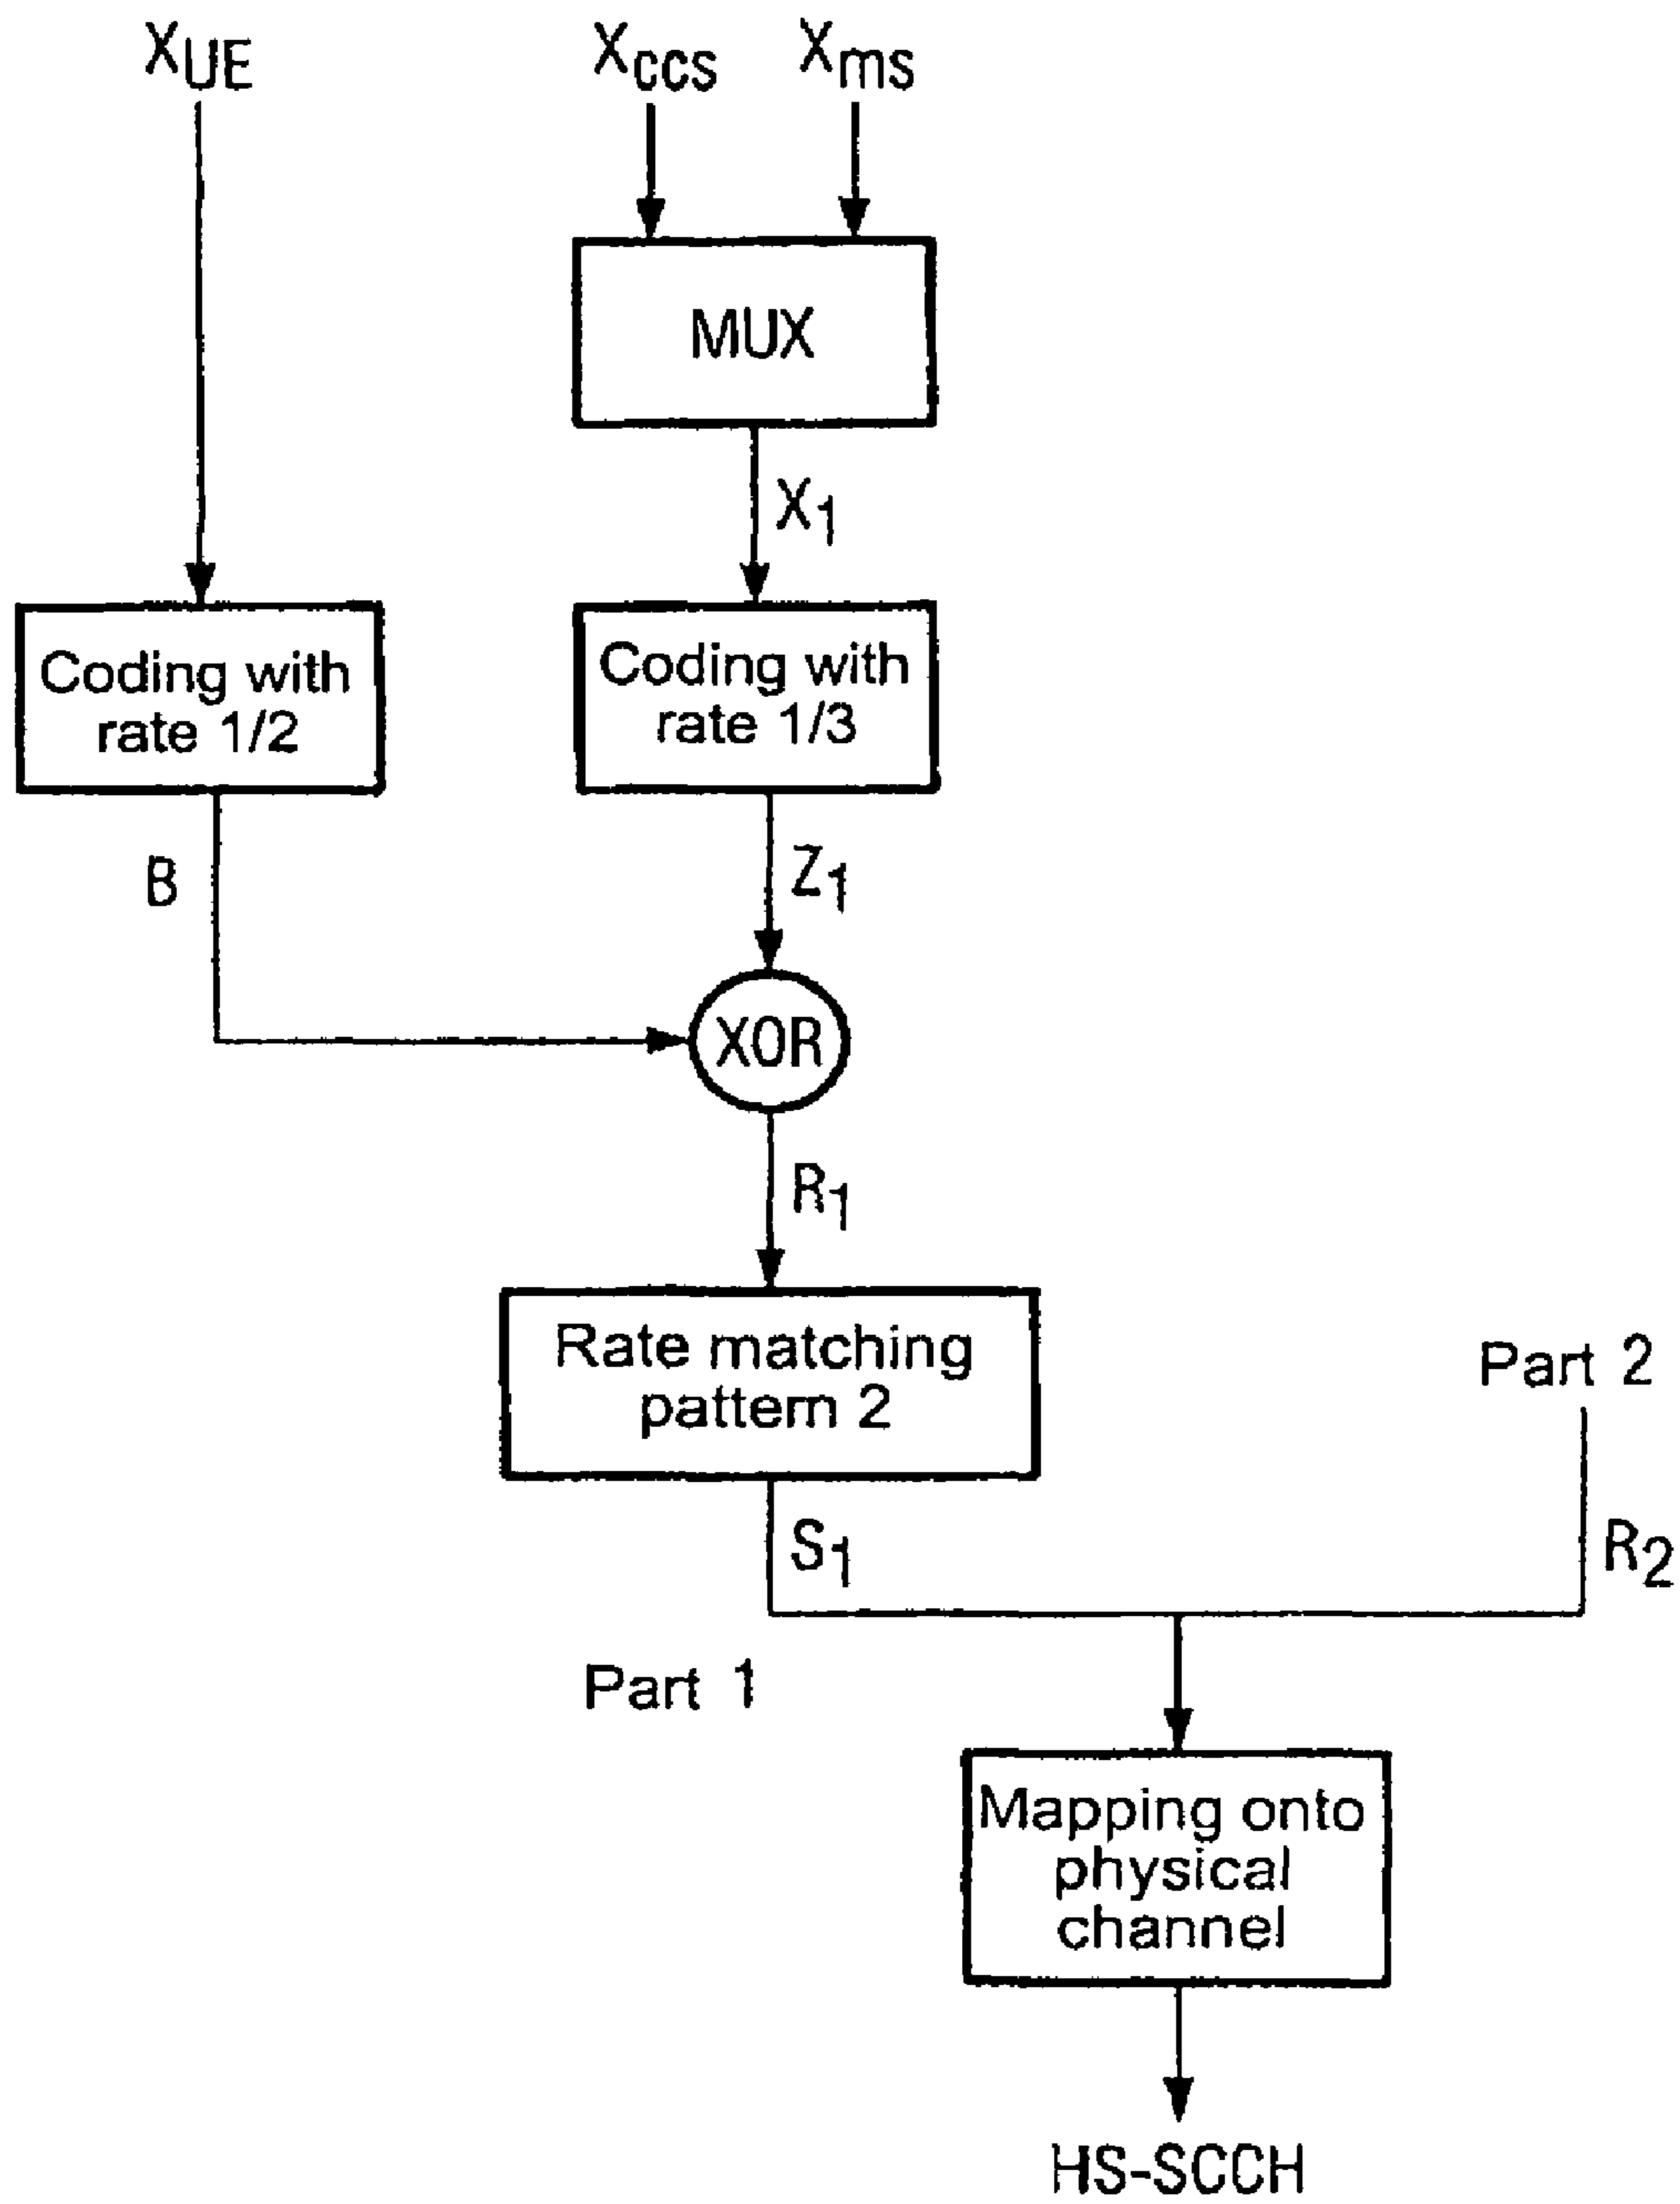 XUE
Xccs
Xms
MUX
X1
Coding with
rate 1/2
Coding with
rate 1/3
B
Z1
XOR
R1
Rate matching
pattern 2
Part 2
S1
R2
Part 1
Mapping onto
physical
channel
HS-SCCH